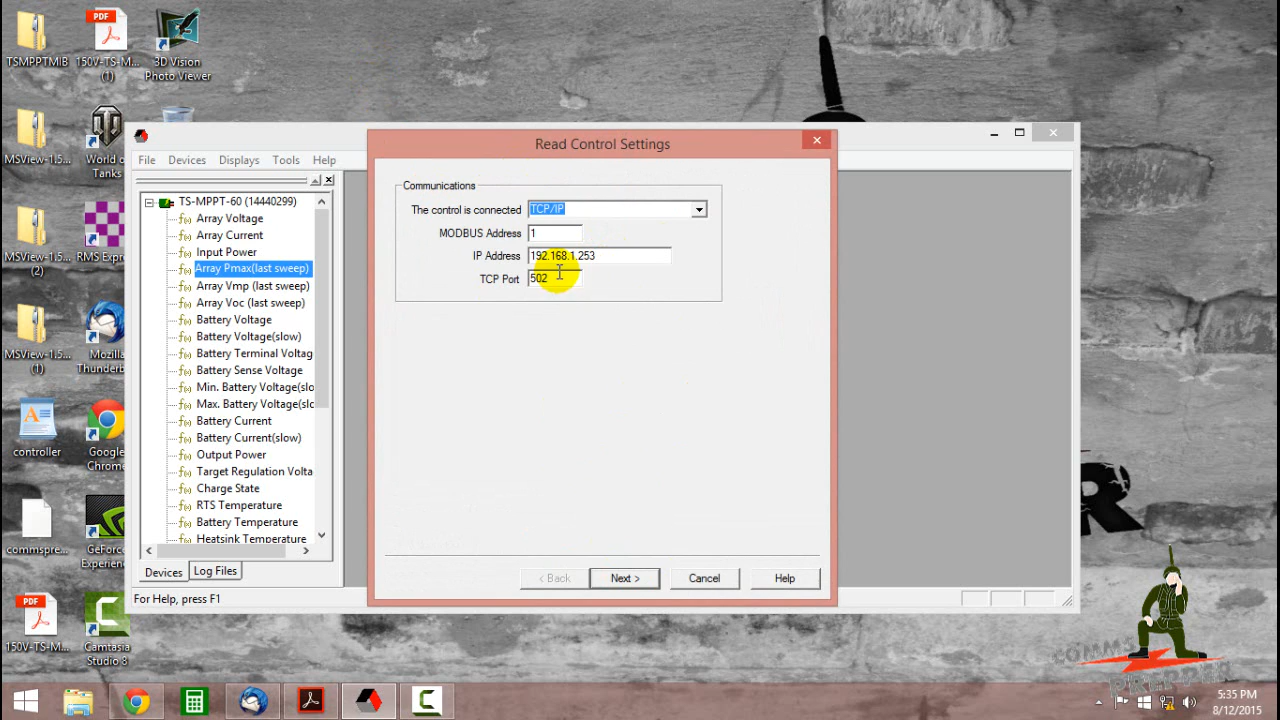 TSMPPTMIB
150V-TS-M...
(1)
3D Vision
Photo Viewer
MSView-1.5...
World of
Tanks
MSView-1.5...
(2)
RMS Expre
MSView-1.5...
(1)
Mozilla
Thunderb
controller
Google
Chrome
commspre
GeForce
Experien
150V-TS-M...
Camtasia
Studio 8
File
Devices
Displays
Tools
Help
TS-MPPT-60 (14440299)
Array Voltage
Array Current
Input Power
Array Pmax(last sweep)
Array Vmp (last sweep)
Array Voc (last sweep)
Battery Voltage
Battery Voltage(slow)
Battery Terminal Voltag
Battery Sense Voltage
Min. Battery Voltage(slo
Max. Battery Voltage(slc
Battery Current
Battery Current(slow)
Output Power
Target Regulation Volta
Charge State
RTS Temperature
Battery Temperature
Heatsink Temperature
Devices
Log Files
For Help, press F1
Read Control Settings
Communications
The control is connected TCP/IP
MODBUS Address 1
IP Address 192.168.1.253
TCP Port 502
< Back
Next >
Cancel
Help
COMMS
PREPPER
5:35 PM
8/12/2015